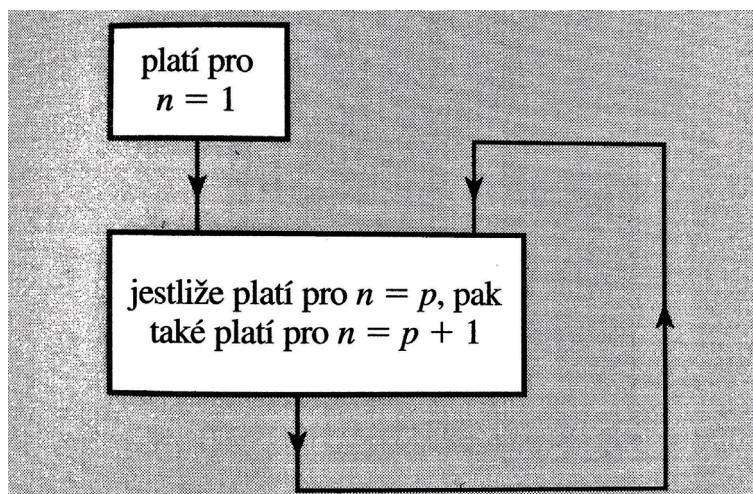 platí pro
n = 1
jestliže platí pro n = p, pak
také platí pro n = p + 1